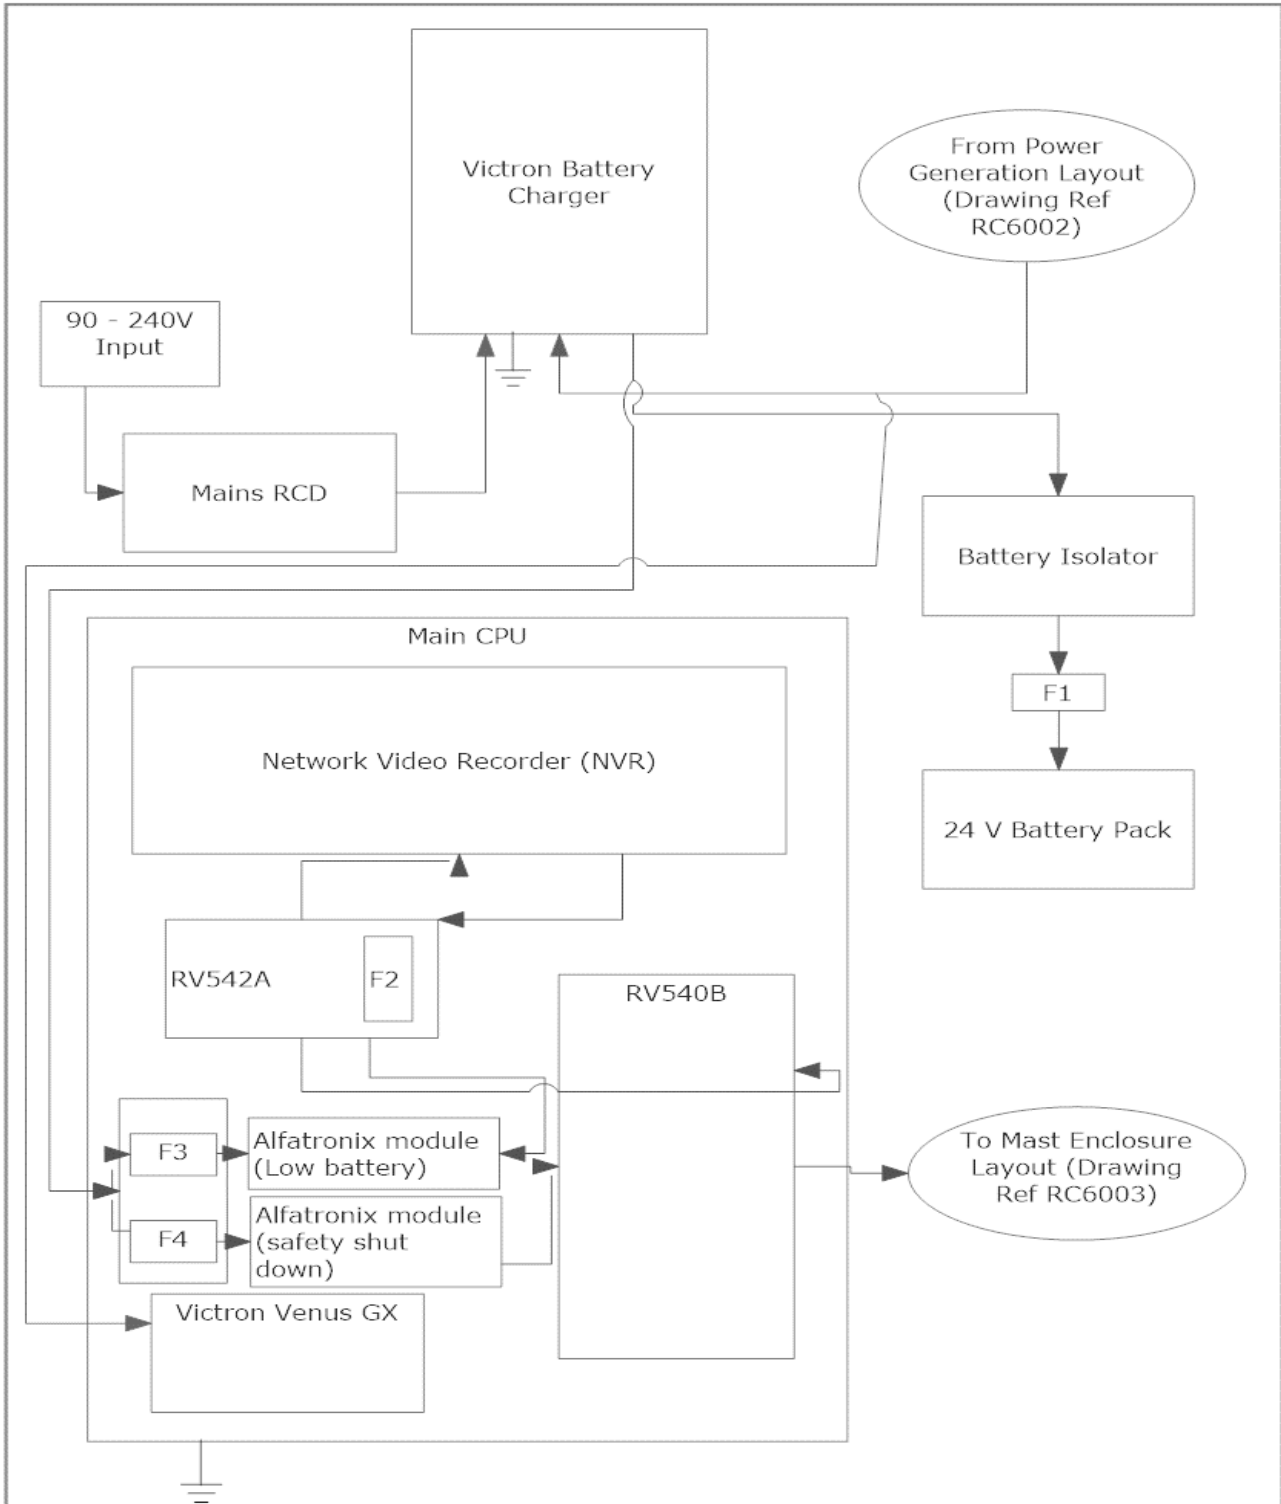 Victron Battery
Charger
From Power
Generation Layout
(Drawing Ref
RC6002)
90 - 240V
Input
Mains RCD
Battery Isolator
F1
24 V Battery Pack
Main CPU
Network Video Recorder (NVR)
RV542A
F2
RV540B
F3
Alfatronix module
(Low battery)
F4
Alfatronix module
(safety shut
down)
Victron Venus GX
To Mast Enclosure
Layout (Drawing
Ref RC6003)